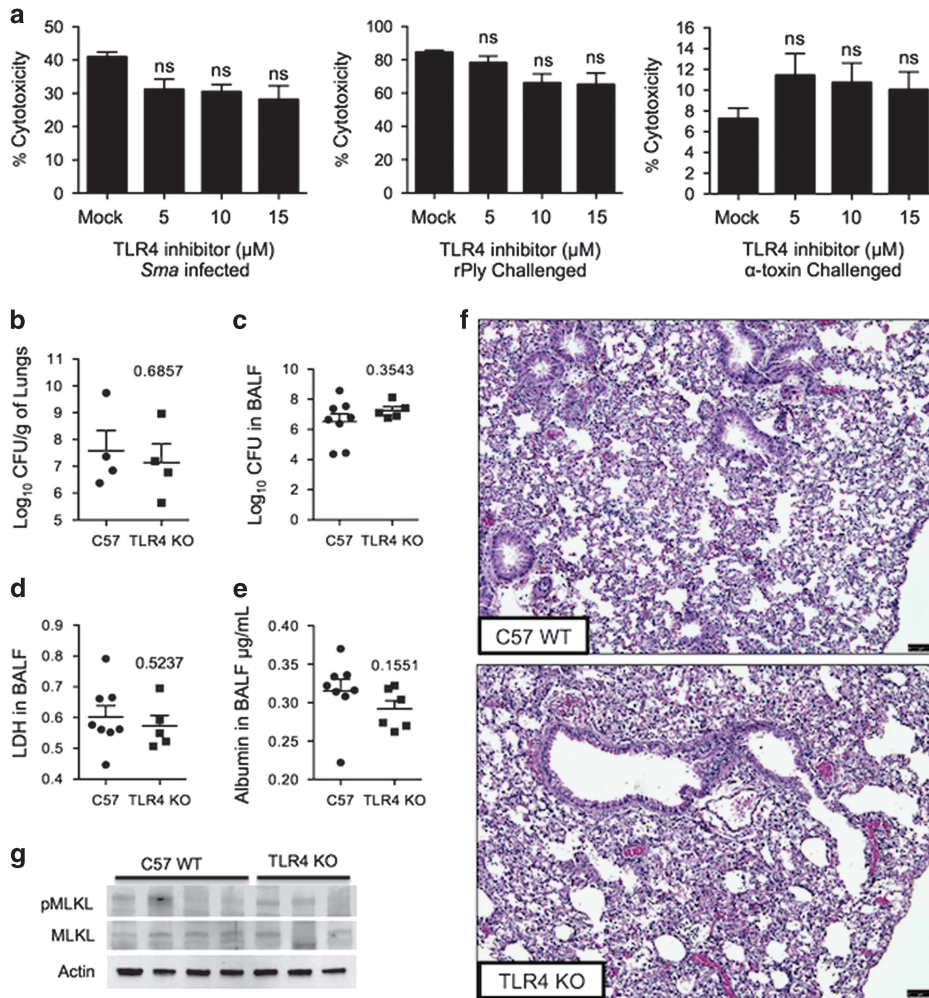 a
% Cytotoxicity
50
40
30
20
10
0
ns
ns
ns
Mock
5
10
15
TLR4 inhibitor (µM)
Sma infected
% Cytotoxicity
100
80
60
40
20
0
ns
ns
ns
Mock
5
10
15
TLR4 inhibitor (µM)
rPly Challenged
% Cytotoxicity
16
14
12
10
8
6
4
2
0
ns
ns
ns
Mock
5
10
15
TLR4 inhibitor (µM)
α-toxin Challenged
b
Log10 CFU/g of Lungs
11
10
9
8
7
6
5
0.6857
C57
TLR4 KO
c
Log10 CFU in BALF
10
8
6
4
2
0
0.3543
C57
TLR4 KO
d
LDH in BALF
0.9
0.8
0.7
0.6
0.5
0.4
0.5237
C57
TLR4 KO
e
Albumin in BALF µg/mL
0.40
0.35
0.30
0.25
0.20
0.1551
C57
TLR4 KO
f
C57 WT
TLR4 KO
g
C57 WT
TLR4 KO
pMLKL
MLKL
Actin